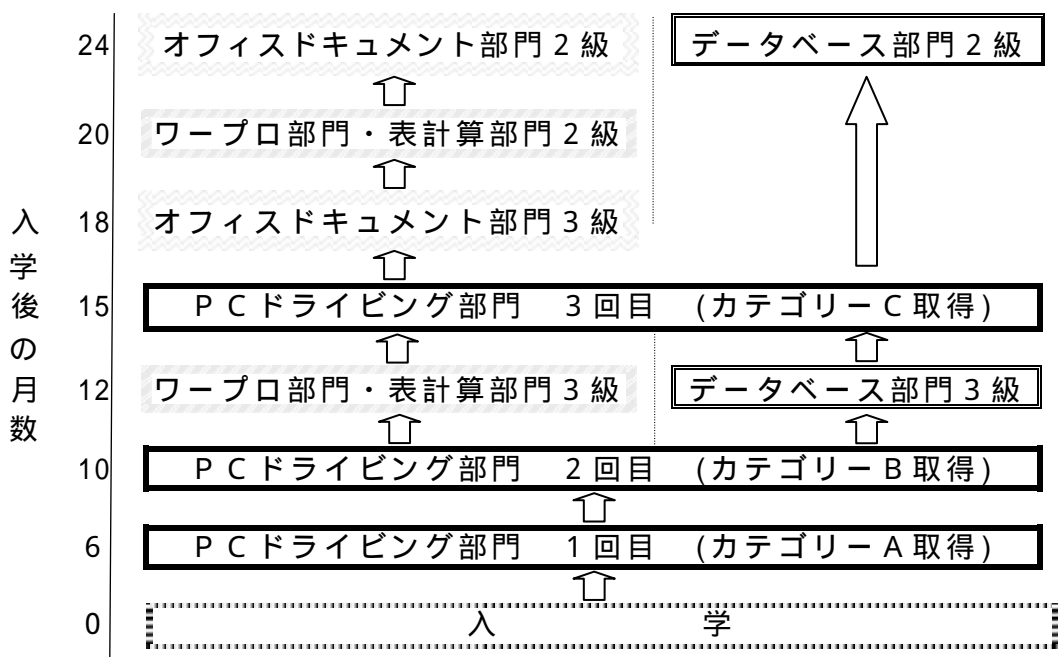 24 オフィスドキュメント部門２級 データベース部門２級
20 ワープロ部門・表計算部門２級
18 オフィスドキュメント部門３級
15 ＰＣドライビング部門　３回目　(カテゴリーＣ取得)
12 ワープロ部門・表計算部門３級 データベース部門３級
10 ＰＣドライビング部門　２回目　(カテゴリーＢ取得)
6 ＰＣドライビング部門　１回目　(カテゴリーＡ取得)
0 入　学
入学後の月数